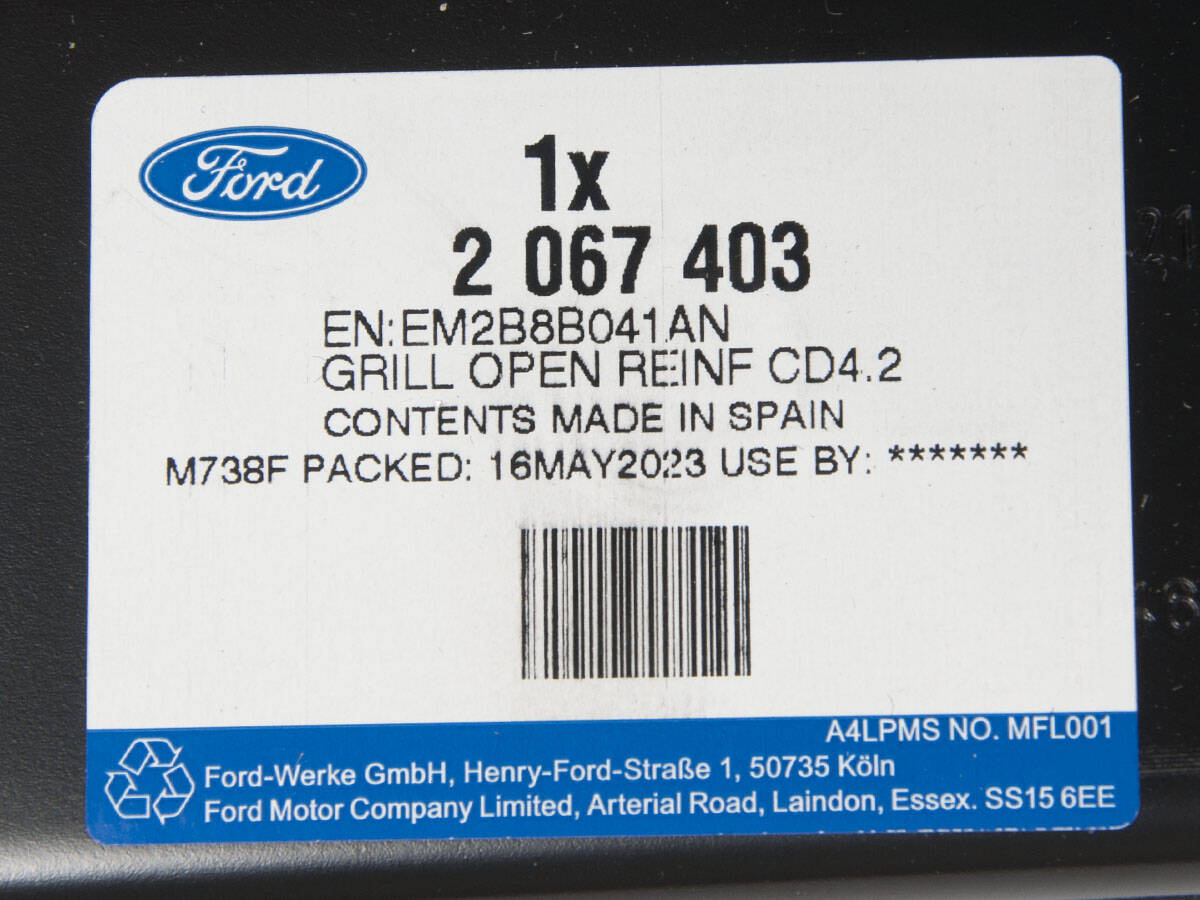 Ford
1x
2 067 403
EN:EM2B8B041AN
GRILL OPEN REINF CD4.2
CONTENTS MADE IN SPAIN
M738F PACKED: 16MAY2023 USE BY: *******
A4LPMS NO. MFL001
Ford-Werke GmbH, Henry-Ford-Straße 1, 50735 Köln
Ford Motor Company Limited, Arterial Road, Laindon, Essex. SS15 6EE